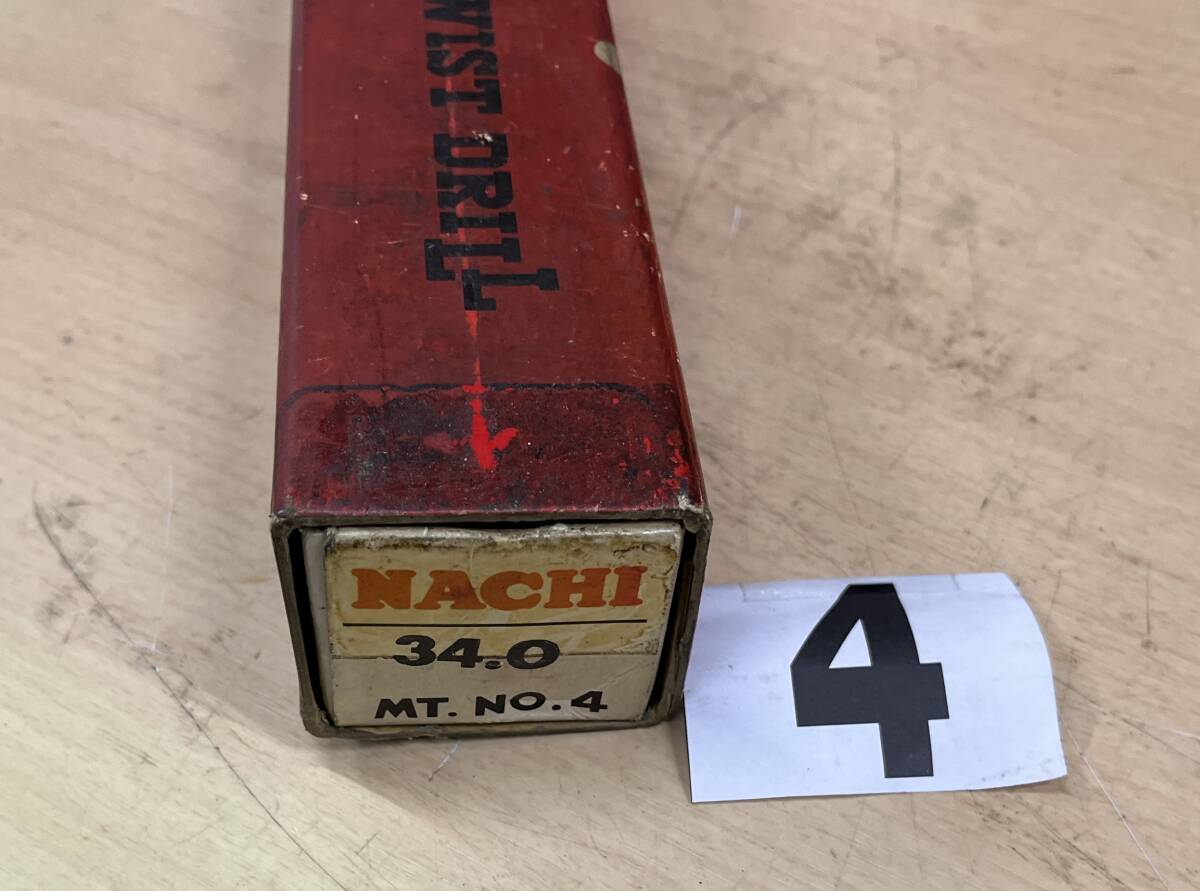 WIST DRILL
NACHI
34.0
MT. NO. 4
4